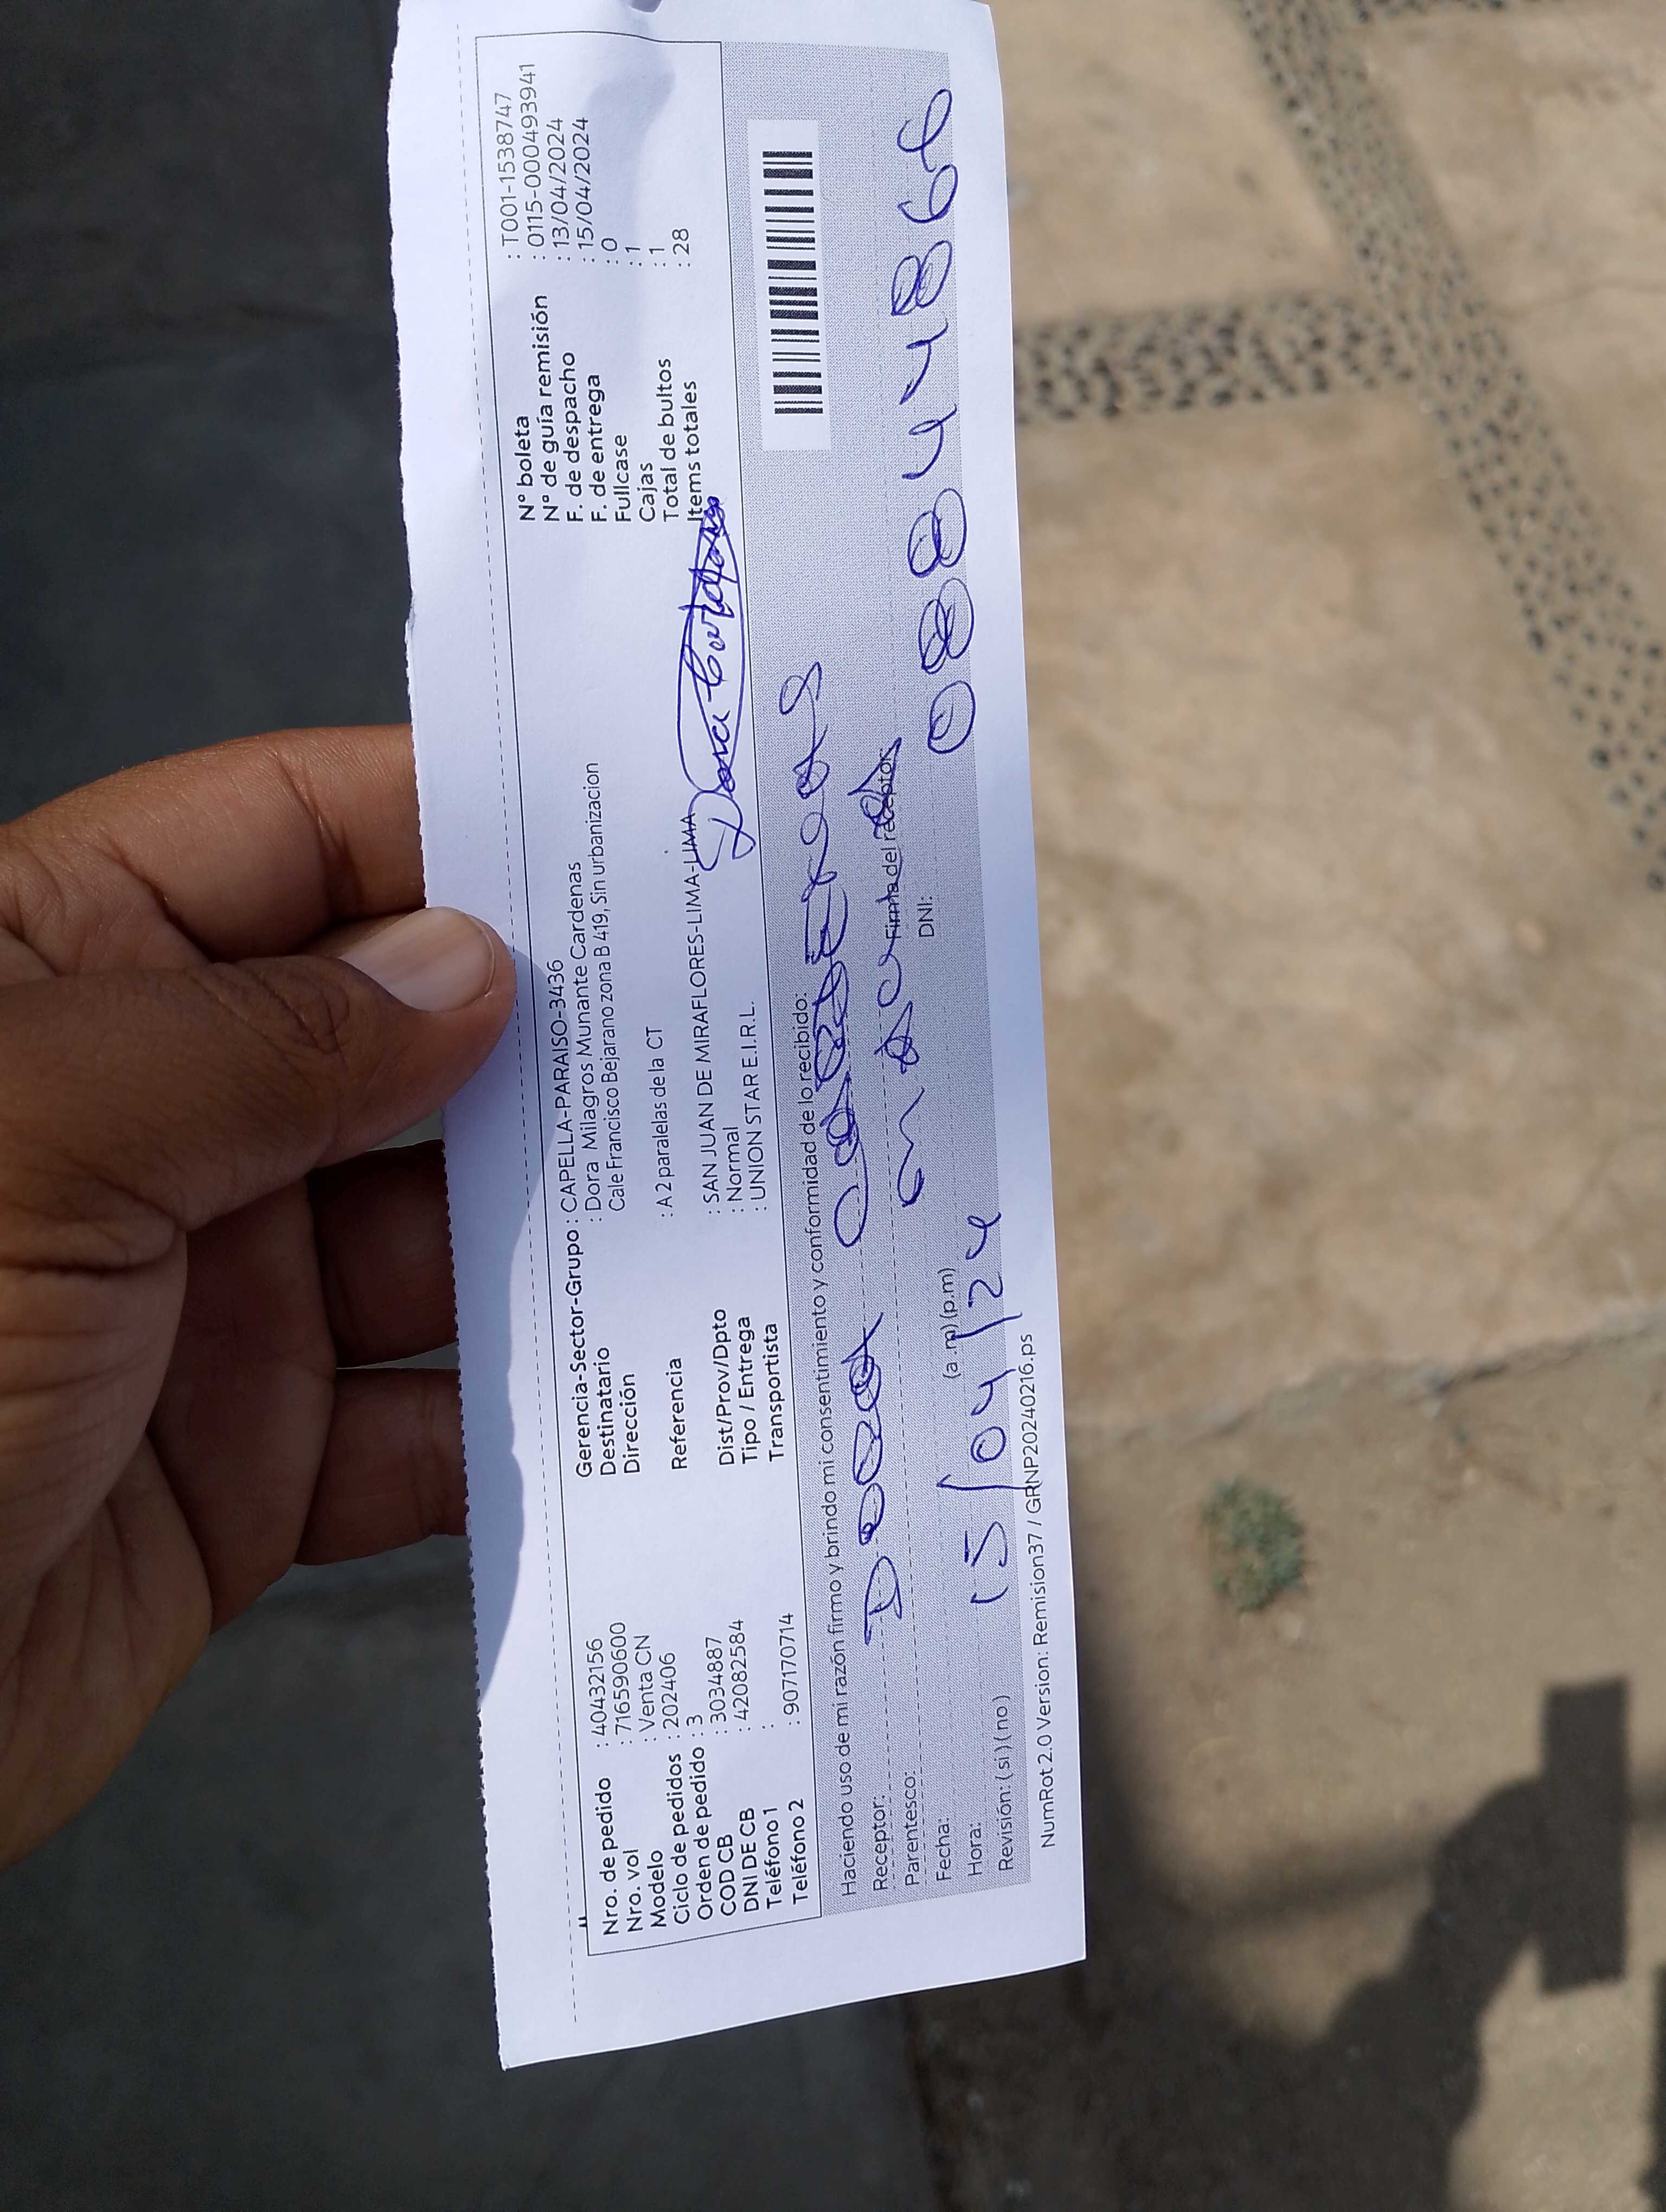 Nro. de pedido : 40432156
Nro. vol : 716590600
Modelo : Venta CN
Ciclo de pedidos : 202406
Orden de pedido : 3
COD CB : 3034887
DNI DE CB : 42082584
Teléfono 1 :
Teléfono 2 : 907170714
Gerencia-Sector-Grupo : CAPELLA-PARAISO-3436
Destinatario : Dora Milagros Munante Cardenas
Dirección Cale Francisco Bejarano zona B 419, Sin urbanizacion
Referencia : A 2 paralelas de la CT
Dist/Prov/Dpto : SAN JUAN DE MIRAFLORES-LIMA-LIMA
Tipo / Entrega : Normal
Transportista : UNION STAR E.I.R.L.
N° boleta : T001-1538747
N° de guía remisión : 0115-0004939​41
F. de despacho : 13/04/2024
F. de entrega : 15/04/2024
Fullcase : 0
Cajas : 1
Total de bultos : 1
Items totales : 28
Haciendo uso de mi razón firmo y brindo mi consentimiento y conformidad de lo recibido:
Receptor: DORA CARDENAS
Parentesco:
Firma del receptor
Fecha: (a.m) (p.m)
DNI: 08844866
Hora: 15/04/24
Revisión: ( si ) ( no )
NumRot 2.0 Version: Remision37 / GRNP20240216.ps